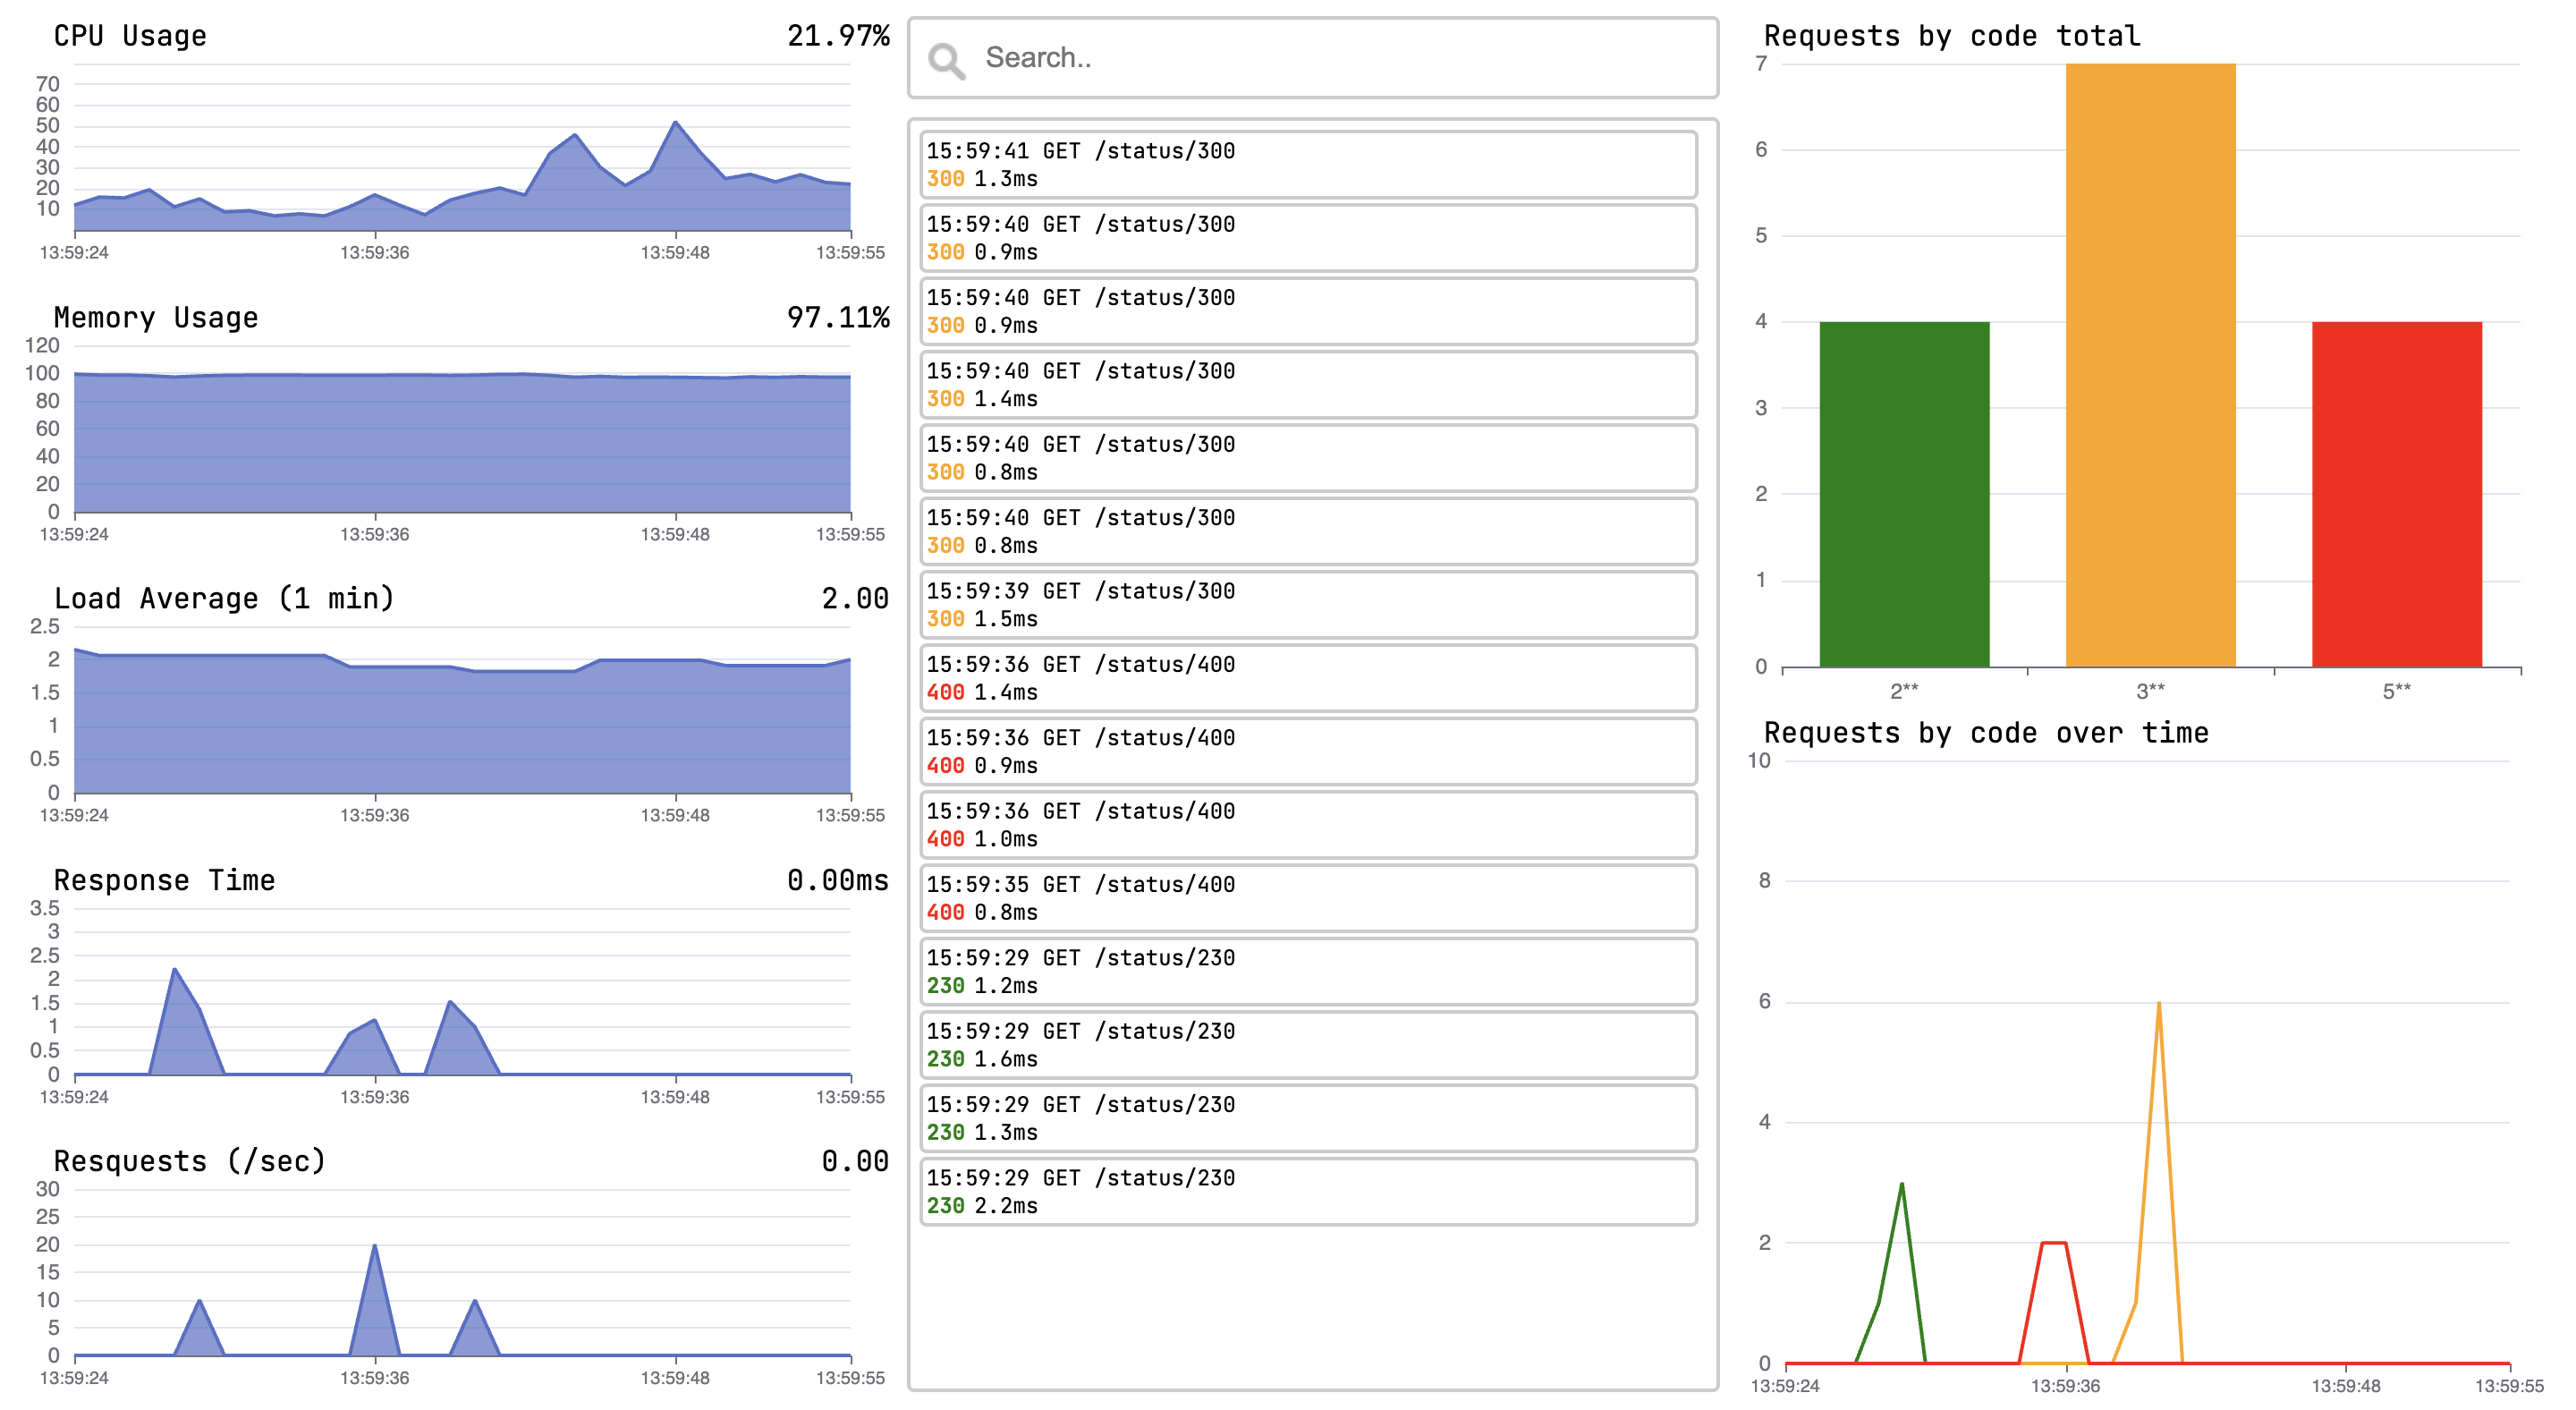 CPU Usage 21.97%
70
60
50
40
30
20
10
13:59:24 13:59:36 13:59:48 13:59:55
Memory Usage 97.11%
120
100
80
60
40
20
0
13:59:24 13:59:36 13:59:48 13:59:55
Load Average (1 min) 2.00
2.5
2
1.5
1
0.5
0
13:59:24 13:59:36 13:59:48 13:59:55
Response Time 0.00ms
3.5
3
2.5
2
1.5
1
0.5
0
13:59:24 13:59:36 13:59:48 13:59:55
Resquests (/sec) 0.00
30
25
20
15
10
5
0
13:59:24 13:59:36 13:59:48 13:59:55
Search..
15:59:41 GET /status/300
300 1.3ms
15:59:40 GET /status/300
300 0.9ms
15:59:40 GET /status/300
300 0.9ms
15:59:40 GET /status/300
300 1.4ms
15:59:40 GET /status/300
300 0.8ms
15:59:40 GET /status/300
300 0.8ms
15:59:39 GET /status/300
300 1.5ms
15:59:36 GET /status/400
400 1.4ms
15:59:36 GET /status/400
400 0.9ms
15:59:36 GET /status/400
400 1.0ms
15:59:35 GET /status/400
400 0.8ms
15:59:29 GET /status/230
230 1.2ms
15:59:29 GET /status/230
230 1.6ms
15:59:29 GET /status/230
230 1.3ms
15:59:29 GET /status/230
230 2.2ms
Requests by code total
7
6
5
4
3
2
1
0
2** 3** 5**
Requests by code over time
10
8
6
4
2
0
13:59:24 13:59:36 13:59:48 13:59:55